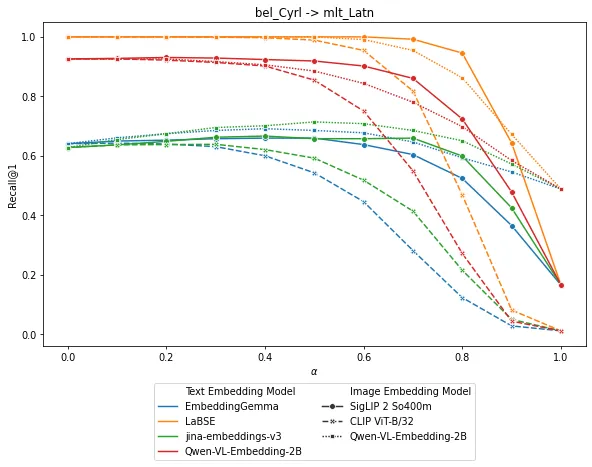 bel_Cyrl -> mlt_Latn
Recall@1
1.0
0.8
0.6
0.4
0.2
0.0
0.0 0.2 0.4 0.6 0.8 1.0
α
Text Embedding Model Image Embedding Model
EmbeddingGemma SigLIP 2 So400m
LaBSE CLIP ViT-B/32
jina-embeddings-v3 Qwen-VL-Embedding-2B
Qwen-VL-Embedding-2B